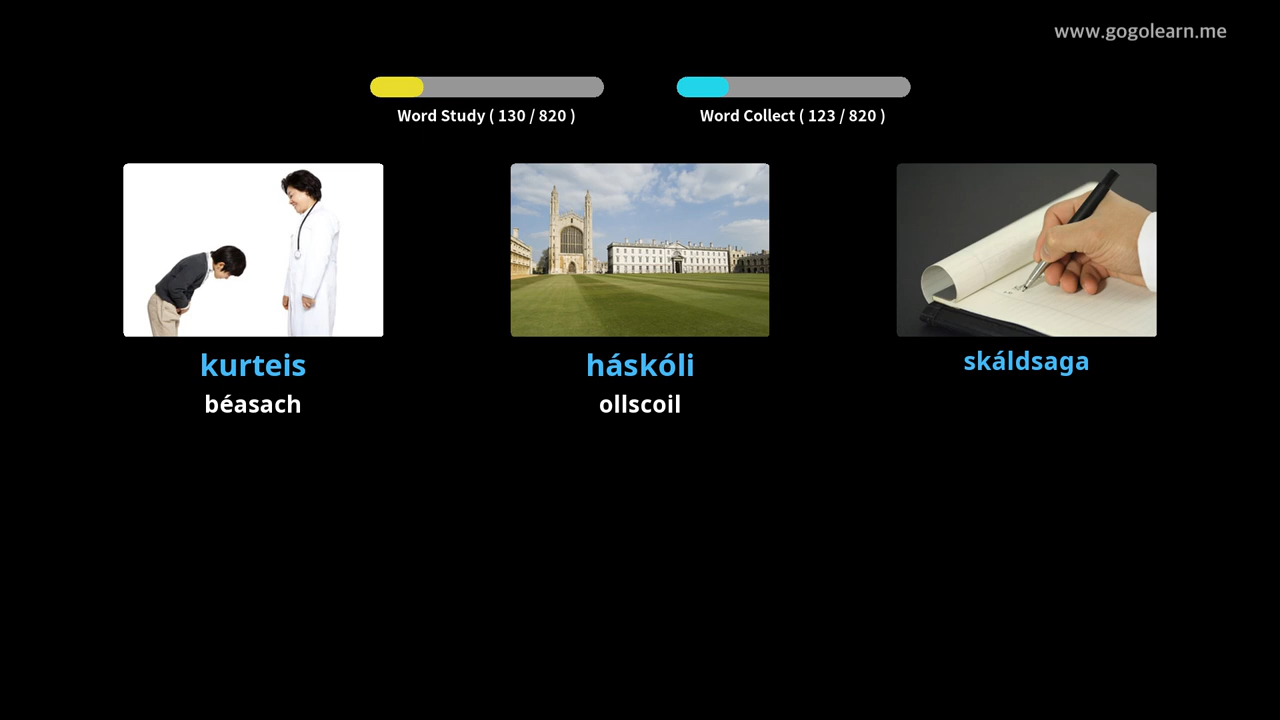 www.gogolearn.me
Word Study ( 130 / 820 )
Word Collect ( 123 / 820 )
kurteis
béasach
háskóli
ollscoil
skáldsaga